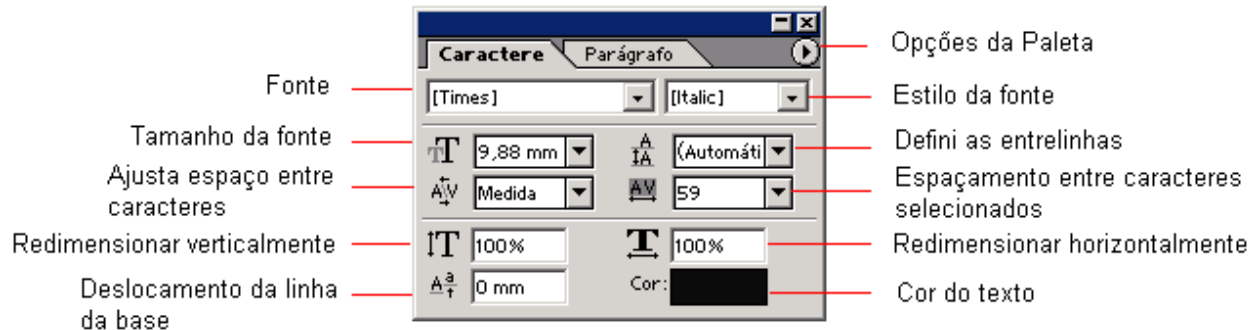 Caractere
Parágrafo
Opções da Paleta
Fonte
[Times]
[Italic]
Estilo da fonte
Tamanho da fonte
9,88 mm
(Automáti
Defini as entrelinhas
Ajusta espaço entre
caracteres
Medida
59
Espaçamento entre caracteres
selecionados
Redimensionar verticalmente
100%
100%
Redimensionar horizontalmente
Deslocamento da linha
da base
0 mm
Cor:
Cor do texto